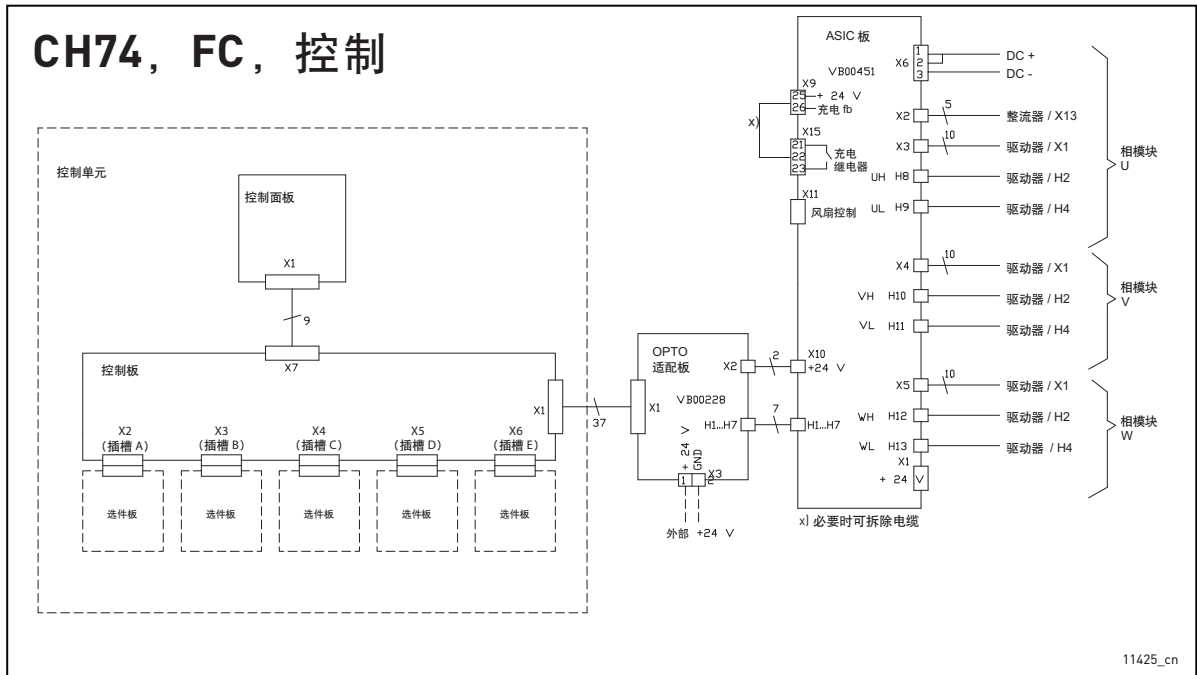 CH74, FC, 控制
控制单元
控制面板
X1
9
X7
控制板
X1
37
X2
(插槽 A)
X3
(插槽 B)
X4
(插槽 C)
X5
(插槽 D)
X6
(插槽 E)
选件板
选件板
选件板
选件板
选件板
OPTO
适配板
X2
X1
VB00228
H1...H7
+ 24 V
GND
1
2
X3
外部 +24 V
2
7
ASIC 板
VB00451
X9
25
+ 24 V
26
充电 fb
x)
X15
21
22
23
充电
继电器
X11
风扇控制
X10
+24 V
H1...H7
X6
1
2
3
DC +
DC -
X2
5
整流器 / X13
X3
10
驱动器 / X1
UH H8
驱动器 / H2
UL H9
驱动器 / H4
相模块
U
X4
10
驱动器 / X1
VH H10
驱动器 / H2
VL H11
驱动器 / H4
相模块
V
X5
10
驱动器 / X1
WH H12
驱动器 / H2
WL H13
驱动器 / H4
相模块
W
X1
+ 24 V
x) 必要时可拆除电缆
11425_cn